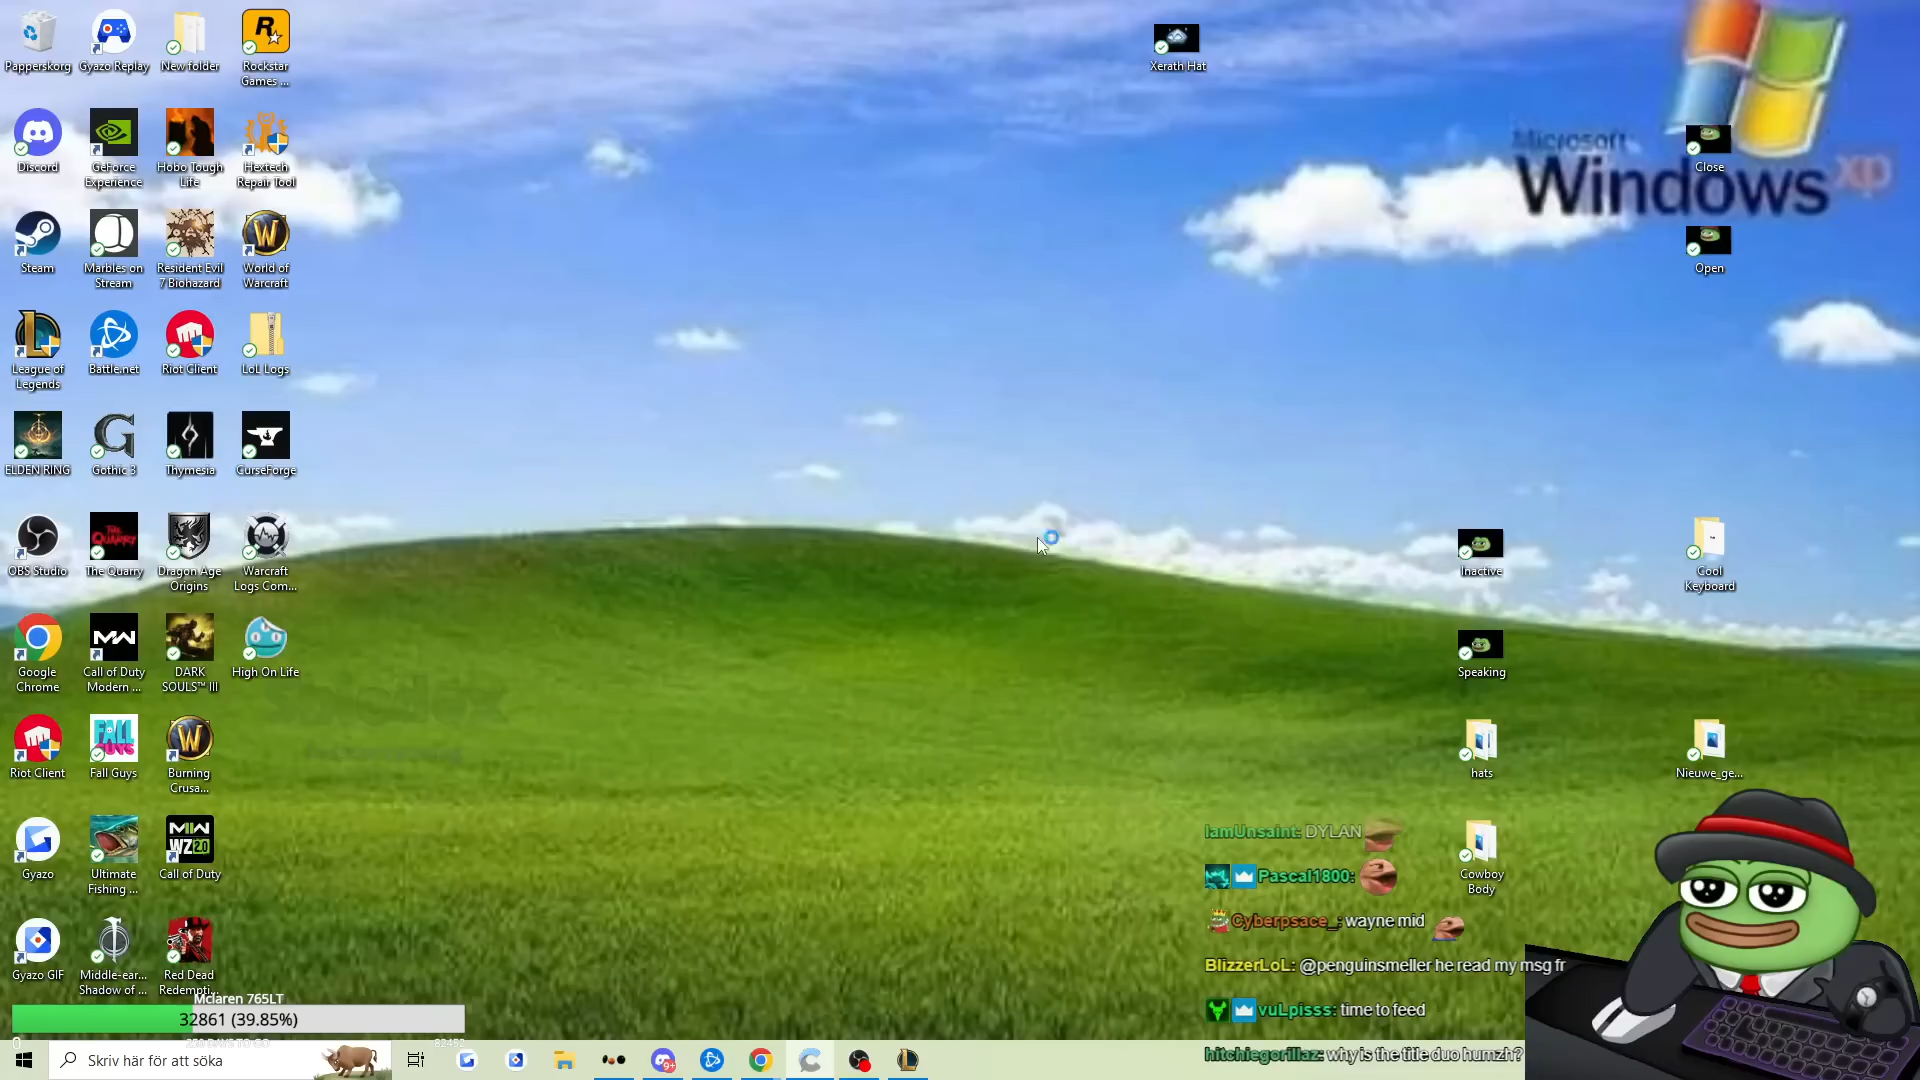 Papperskorg
Gyazo Replay
New folder
Rockstar
Games ...
Xerath Hat
Microsoft
Windows xp
Close
Discord
GeForce
Experience
Hobo Tough
Life
Hextech
Repair Tool
Open
Steam
Marbles on
Stream
Resident Evil
7 Biohazard
World of
Warcraft
League of
Legends
Battle.net
Riot Client
LoL Logs
ELDEN RING
Gothic 3
Thymesia
CurseForge
OBS Studio
The Quarry
Dragon Age
Origins
Warcraft
Logs Com...
Inactive
Cool
Keyboard
Google
Chrome
Call of Duty
Modern ...
DARK
SOULS™ III
High On Life
Speaking
Riot Client
Fall Guys
Burning
Crusa...
hats
Nieuwe_ge...
Gyazo
Ultimate
Fishing ...
Call of Duty
Cowboy
Body
Gyazo GIF
Middle-ear...
Shadow of ...
Red Dead
Redempti...
IamUnsaint: DYLAN
Pascal1800:
Cyberpsace_: wayne mid
BlizzerLoL: @penguinsmeller he read my msg fr
vuLpisss: time to feed
hitchiegorillaz: why is the title duo humzh?
Mclaren 765LT
32861 (39.85%)
0
82452
Skriv här för att söka
9+